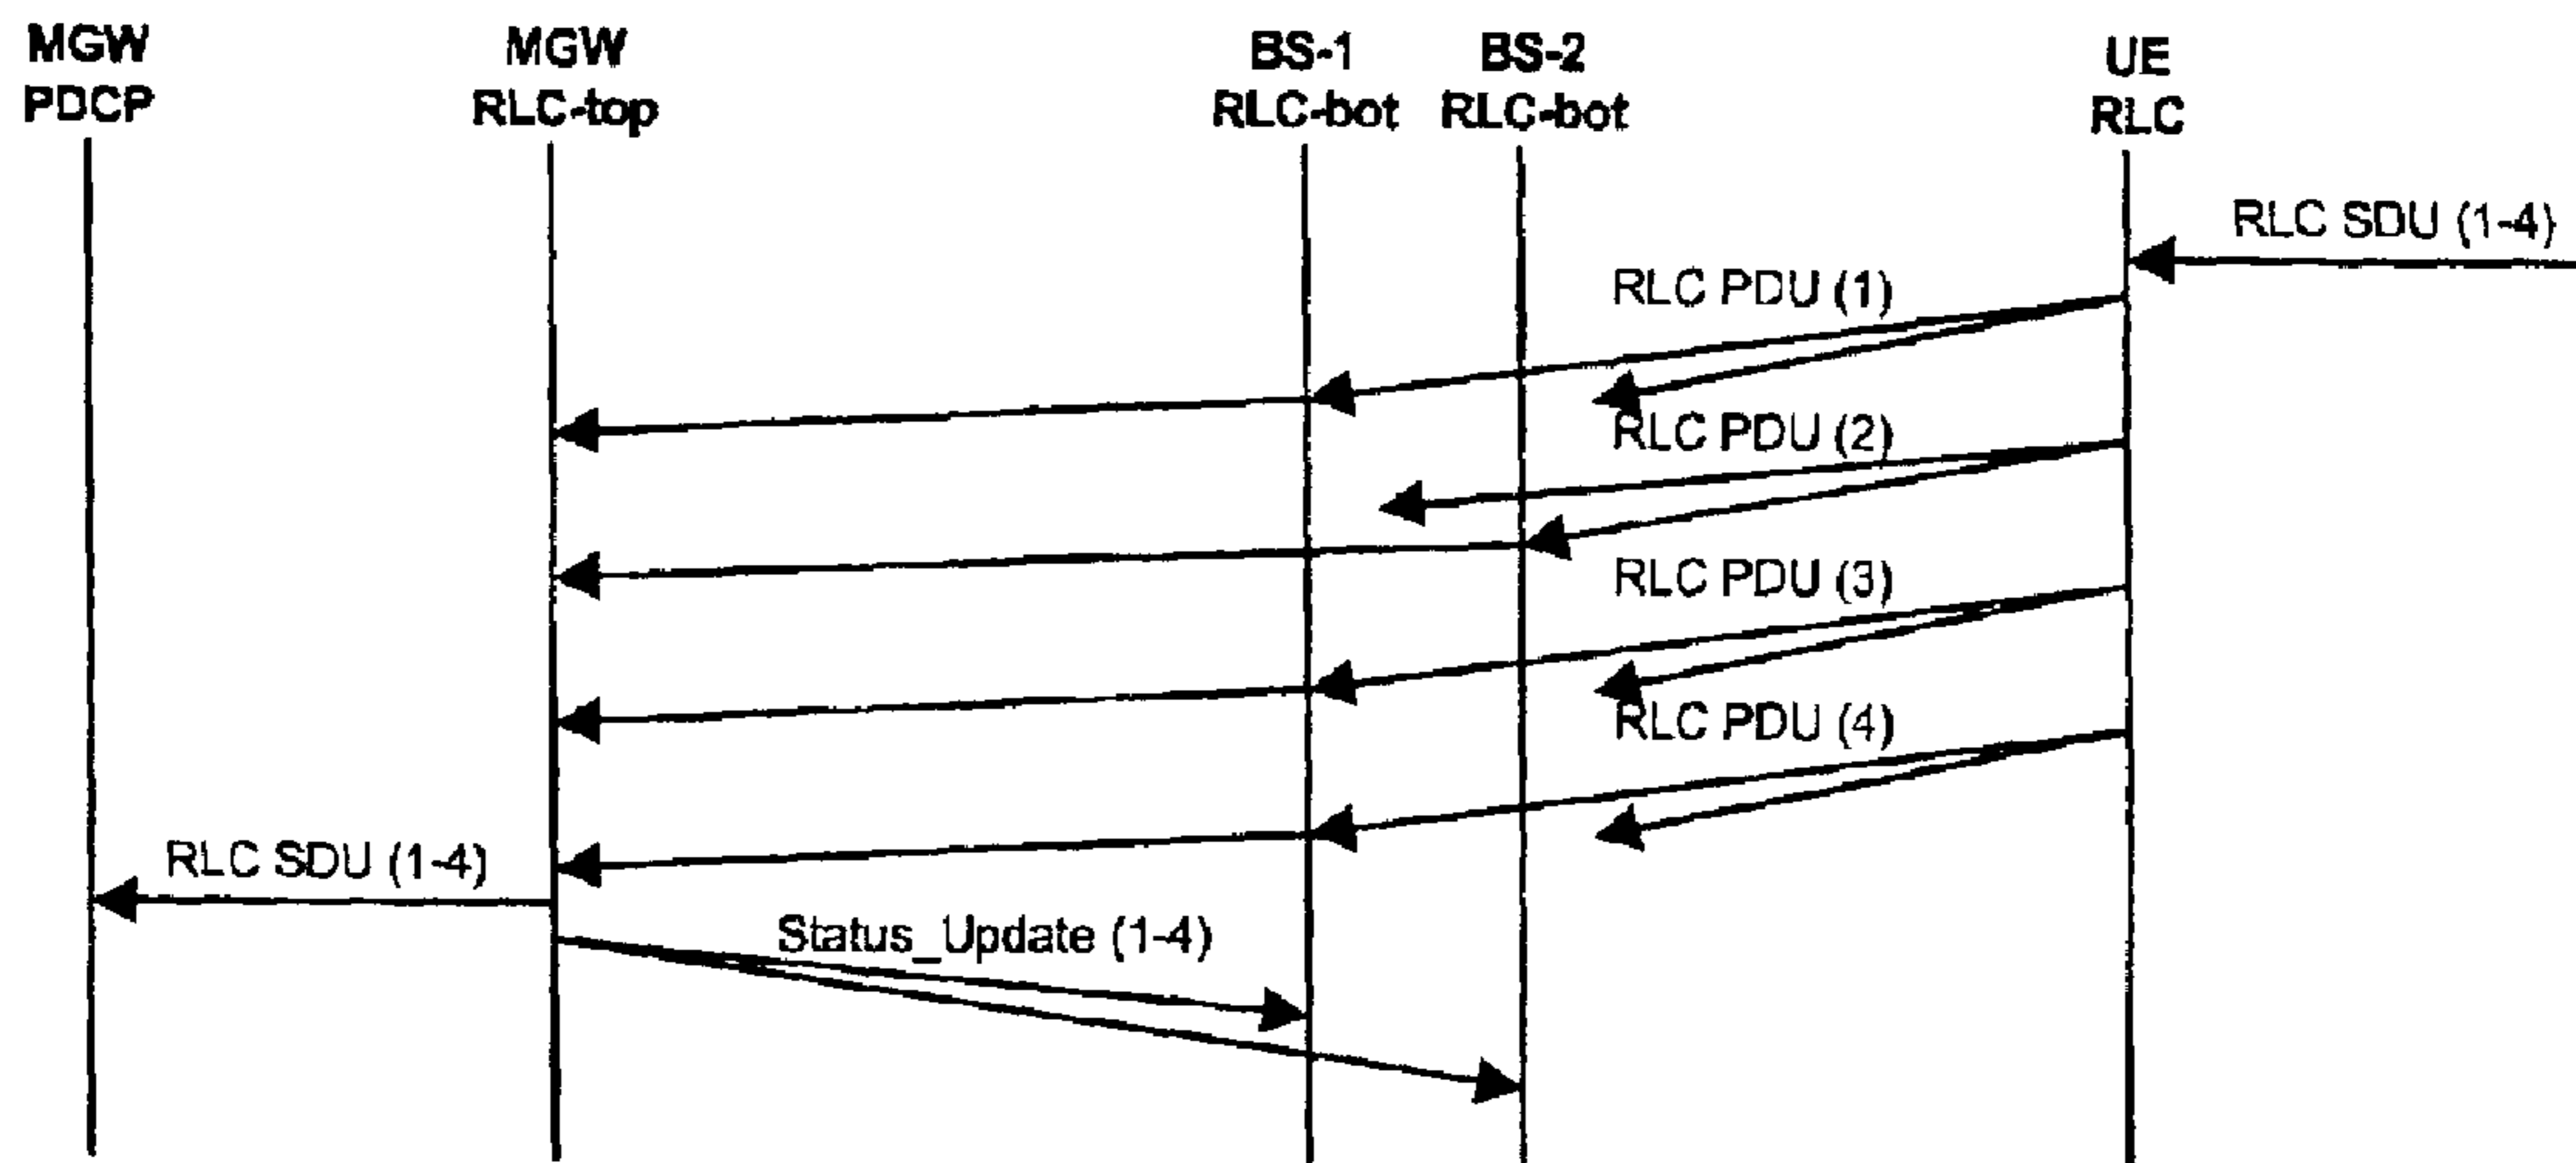 MGW
PDCP
MGW
RLC-top
BS-1
RLC-bot
BS-2
RLC-bot
UE
RLC
RLC SDU (1-4)
RLC PDU (1)
RLC PDU (2)
RLC PDU (3)
RLC PDU (4)
RLC SDU (1-4)
Status_Update (1-4)